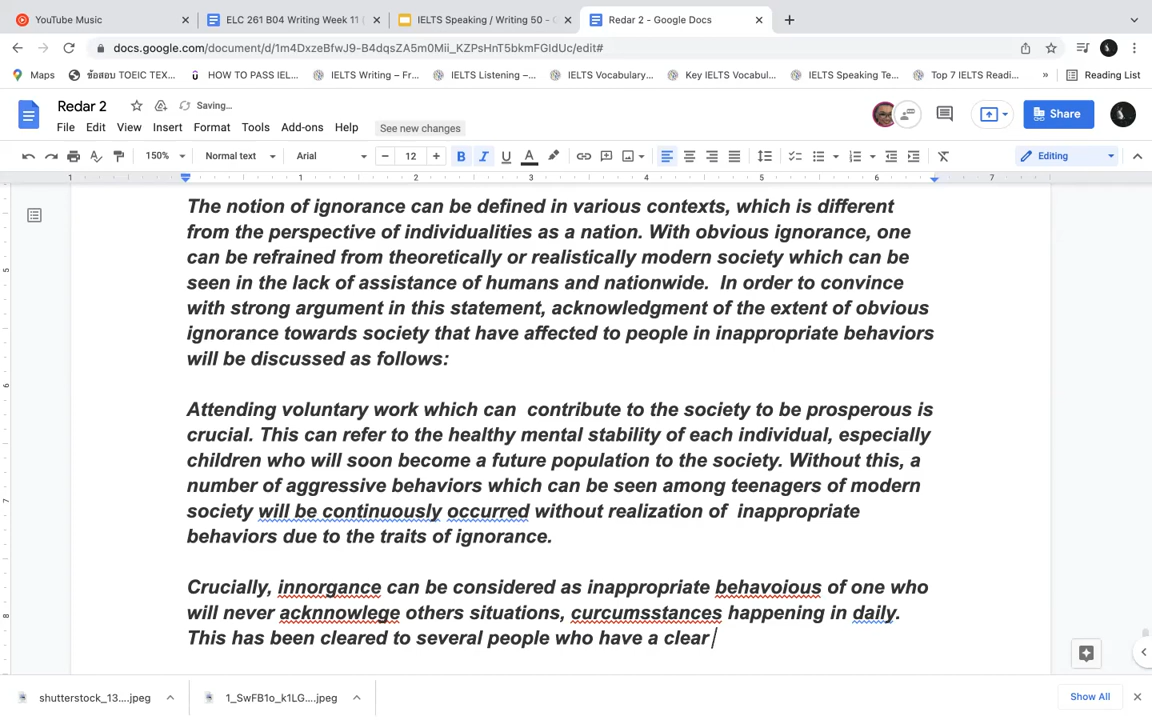 YouTube Music
ELC 261 B04 Writing Week 11 (
IELTS Speaking / Writing 50 - G
Redar 2 - Google Docs
docs.google.com/document/d/1m4DxzeBfwJ9-B4dqsZA5m0Mii_KZPsHnT5bkmFGIdUc/edit#
Maps
ข้อสอบ TOEIC TEX...
HOW TO PASS IEL...
IELTS Writing – Fr...
IELTS Listening –...
IELTS Vocabulary...
Key IELTS Vocabul...
IELTS Speaking Te...
Top 7 IELTS Readi...
»
Reading List
Redar 2
Saving...
File Edit View Insert Format Tools Add-ons Help
See new changes
Share
150%
Normal text
Arial
12
B I U A
Editing
1 1 2 3 4 5 6 7
The notion of ignorance can be defined in various contexts, which is different
from the perspective of individualities as a nation. With obvious ignorance, one
can be refrained from theoretically or realistically modern society which can be
seen in the lack of assistance of humans and nationwide.  In order to convince
with strong argument in this statement, acknowledgment of the extent of obvious
ignorance towards society that have affected to people in inappropriate behaviors
will be discussed as follows:
Attending voluntary work which can  contribute to the society to be prosperous is
crucial. This can refer to the healthy mental stability of each individual, especially
children who will soon become a future population to the society. Without this, a
number of aggressive behaviors which can be seen among teenagers of modern
society will be continuously occurred without realization of  inappropriate
behaviors due to the traits of ignorance.
Crucially, innorgance can be considered as inappropriate behavoious of one who
will never acknnowlege others situations, curcumsstances happening in daily.
This has been cleared to several people who have a clear
5
6
7
8
shutterstock_13....jpeg
1_SwFB1o_k1LG....jpeg
Show All